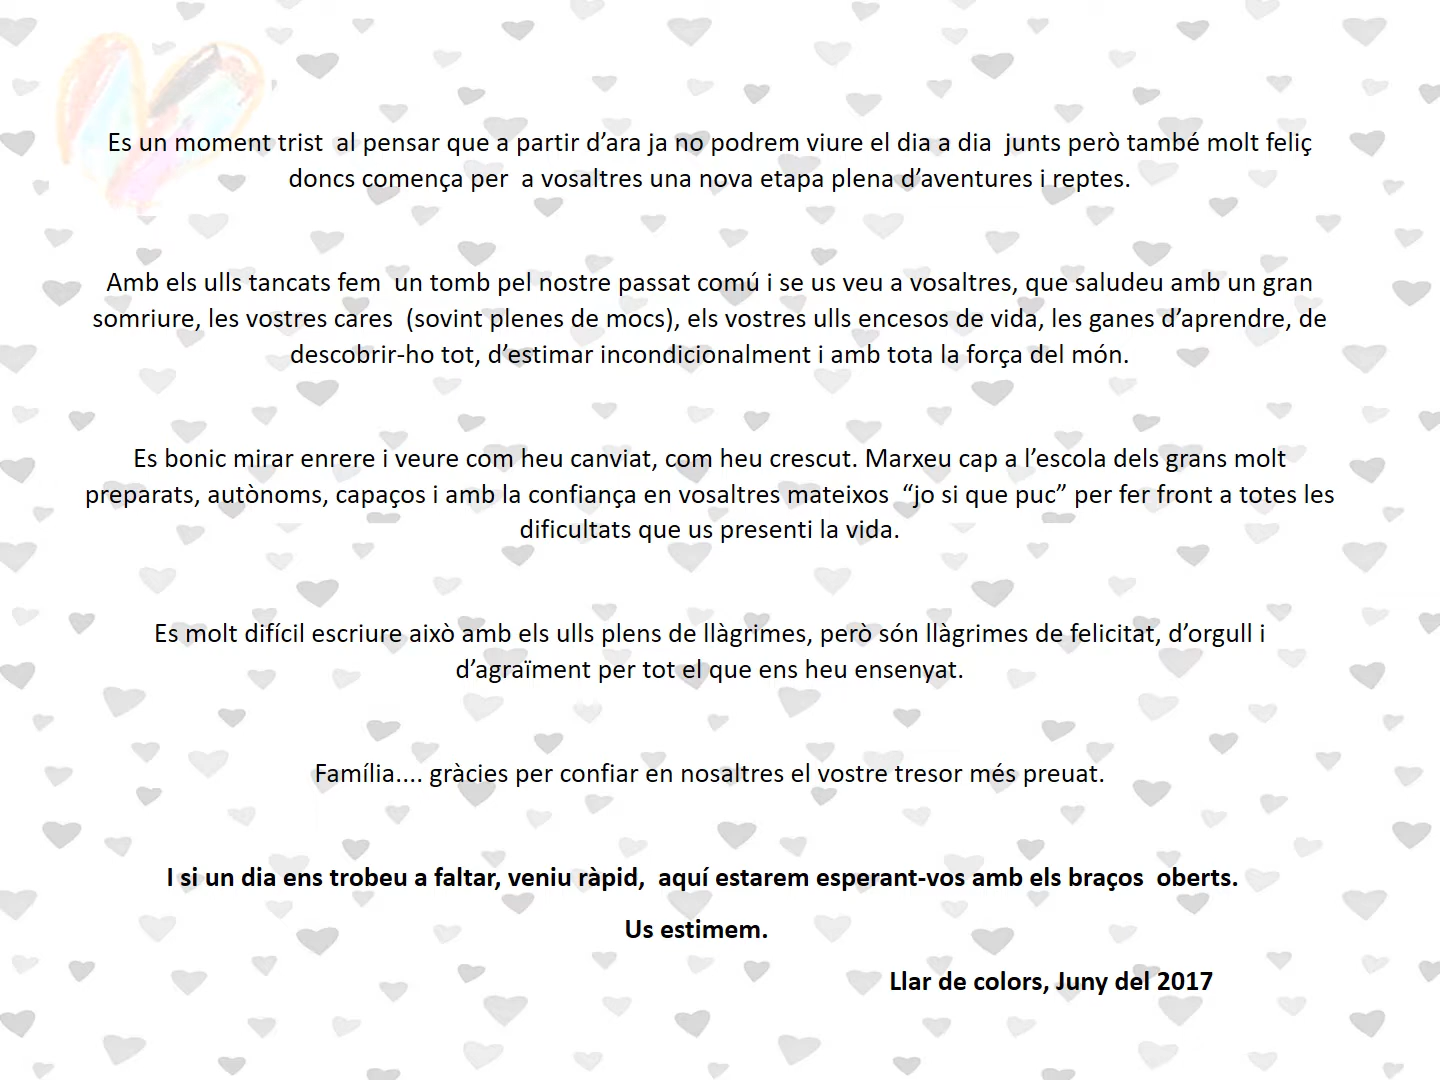 Es un moment trist  al pensar que a partir d’ara ja no podrem viure el dia a dia  junts però també molt feliç
doncs comença per  a vosaltres una nova etapa plena d’aventures i reptes.
Amb els ulls tancats fem  un tomb pel nostre passat comú i se us veu a vosaltres, que saludeu amb un gran
somriure, les vostres cares  (sovint plenes de mocs), els vostres ulls encesos de vida, les ganes d’aprendre, de
descobrir-ho tot, d’estimar incondicionalment i amb tota la força del món.
Es bonic mirar enrere i veure com heu canviat, com heu crescut. Marxeu cap a l’escola dels grans molt
preparats, autònoms, capaços i amb la confiança en vosaltres mateixos  “jo si que puc” per fer front a totes les
dificultats que us presenti la vida.
Es molt difícil escriure això amb els ulls plens de llàgrimes, però són llàgrimes de felicitat, d’orgull i
d’agraïment per tot el que ens heu ensenyat.
Família.... gràcies per confiar en nosaltres el vostre tresor més preuat.
I si un dia ens trobeu a faltar, veniu ràpid,  aquí estarem esperant-vos amb els braços  oberts.
Us estimem.
Llar de colors, Juny del 2017